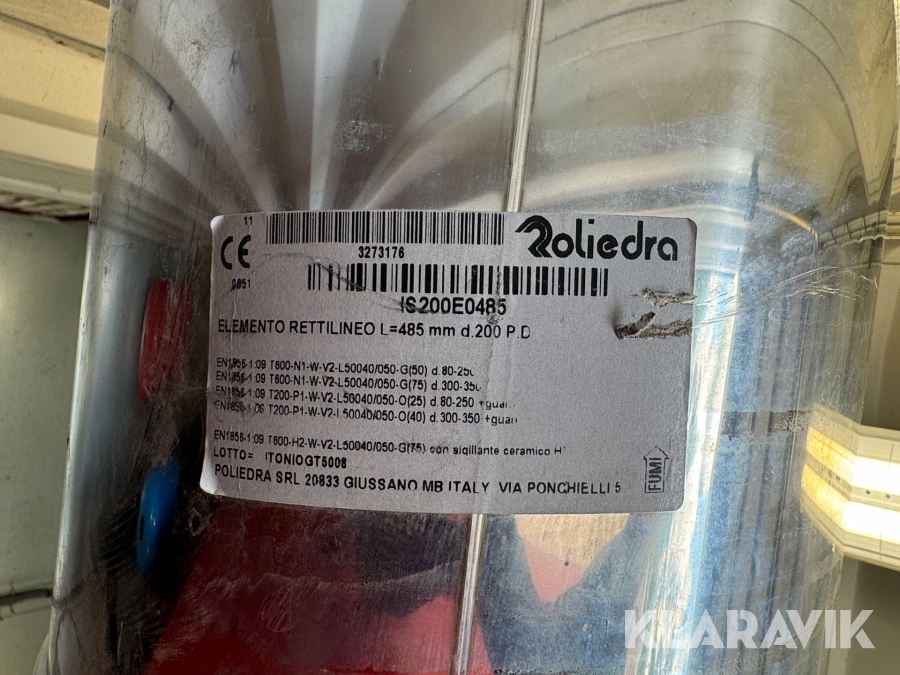 11
CE
0051
3273176
Poliedra
IS200E0485
ELEMENTO RETTILINEO L=485 mm d.200 P.D
EN1856-1:09 T600-N1-W-V2-L50040/050-G(50) d.80-250
EN1856-1:09 T600-N1-W-V2-L50040/050-G(75) d.300-350
EN1856-1:09 T200-P1-W-V2-L50040/050-O(25) d.80-250 +guar
EN1856-1:09 T200-P1-W-V2-L50040/050-O(40) d.300-350 +guar
EN1856-1:09 T600-H2-W-V2-L50040/050-G(75) con sigillante ceramico
LOTTO= ITONIOGT5008
POLIEDRA SRL 20833 GIUSSANO MB ITALY VIA PONCHIELLI 5
FUMI
KLARAVIK